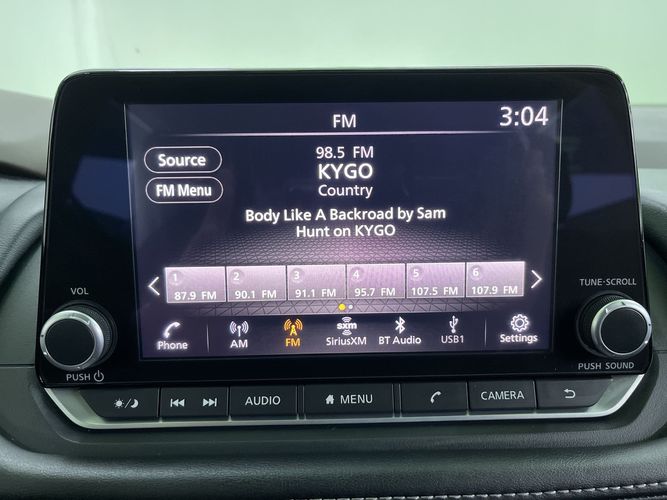 FM
3:04
Source
FM Menu
98.5 FM
KYGO
Country
Body Like A Backroad by Sam
Hunt on KYGO
1
87.9 FM
2
90.1 FM
3
91.1 FM
4
95.7 FM
5
107.5 FM
6
107.9 FM
Phone
AM
FM
sxm
SiriusXM
BT Audio
USB1
Settings
VOL
PUSH
TUNE·SCROLL
PUSH SOUND
AUDIO
MENU
CAMERA